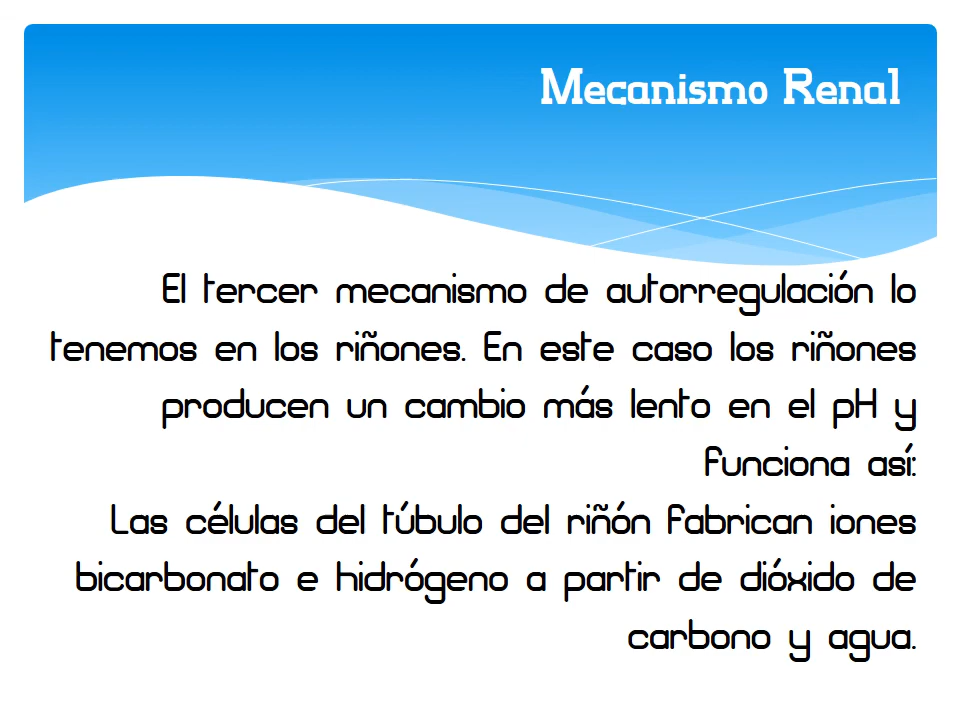 Mecanismo Renal
El tercer mecanismo de autorregulación lo
tenemos en los riñones. En este caso los riñones
producen un cambio más lento en el pH y
funciona así:
Las células del túbulo del riñón fabrican iones
bicarbonato e hidrógeno a partir de dióxido de
carbono y agua.